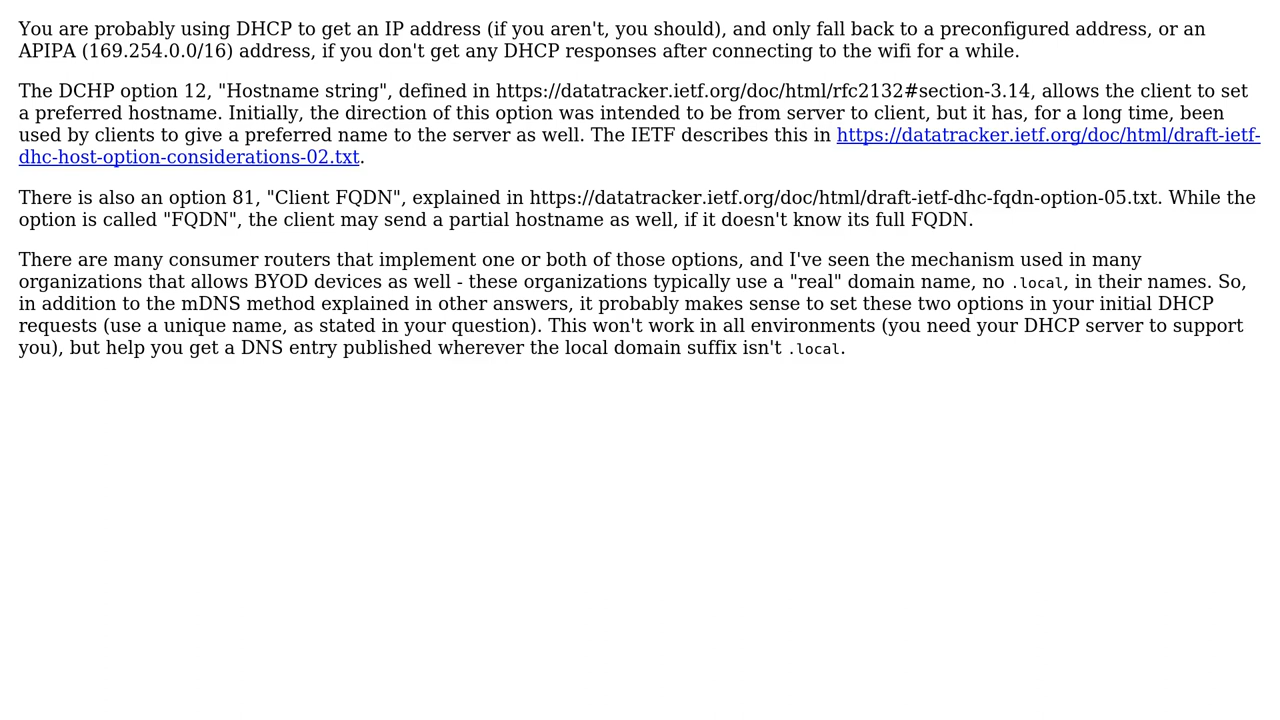 You are probably using DHCP to get an IP address (if you aren't, you should), and only fall back to a preconfigured address, or an
APIPA (169.254.0.0/16) address, if you don't get any DHCP responses after connecting to the wifi for a while.
The DCHP option 12, "Hostname string", defined in https://datatracker.ietf.org/doc/html/rfc2132#section-3.14, allows the client to set
a preferred hostname. Initially, the direction of this option was intended to be from server to client, but it has, for a long time, been
used by clients to give a preferred name to the server as well. The IETF describes this in https://datatracker.ietf.org/doc/html/draft-ietf-
dhc-host-option-considerations-02.txt.
There is also an option 81, "Client FQDN", explained in https://datatracker.ietf.org/doc/html/draft-ietf-dhc-fqdn-option-05.txt. While the
option is called "FQDN", the client may send a partial hostname as well, if it doesn't know its full FQDN.
There are many consumer routers that implement one or both of those options, and I've seen the mechanism used in many
organizations that allows BYOD devices as well - these organizations typically use a "real" domain name, no .local, in their names. So,
in addition to the mDNS method explained in other answers, it probably makes sense to set these two options in your initial DHCP
requests (use a unique name, as stated in your question). This won't work in all environments (you need your DHCP server to support
you), but help you get a DNS entry published wherever the local domain suffix isn't .local.